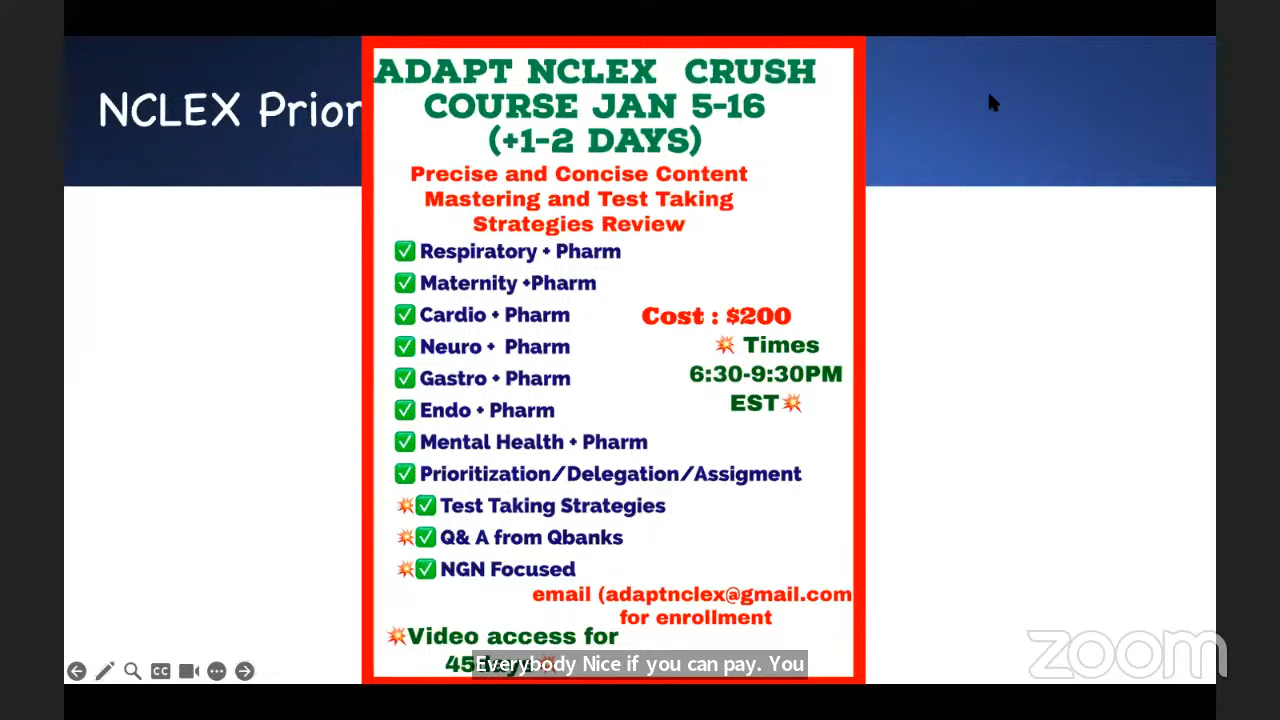 NCLEX Prior
ADAPT NCLEX CRUSH
COURSE JAN 5-16
(+1-2 DAYS)
Precise and Concise Content
Mastering and Test Taking
Strategies Review
✅ Respiratory + Pharm
✅ Maternity +Pharm
✅ Cardio + Pharm
✅ Neuro + Pharm
✅ Gastro + Pharm
✅ Endo + Pharm
✅ Mental Health + Pharm
✅ Prioritization/Delegation/Assigment
💥✅ Test Taking Strategies
💥✅ Q& A from Qbanks
💥✅ NGN Focused
Cost : $200
💥 Times
6:30-9:30PM
EST💥
email (adaptnclex@gmail.com
for enrollment
💥Video access for
45days💥
Everybody Nice if you can pay. You
CC
zoom